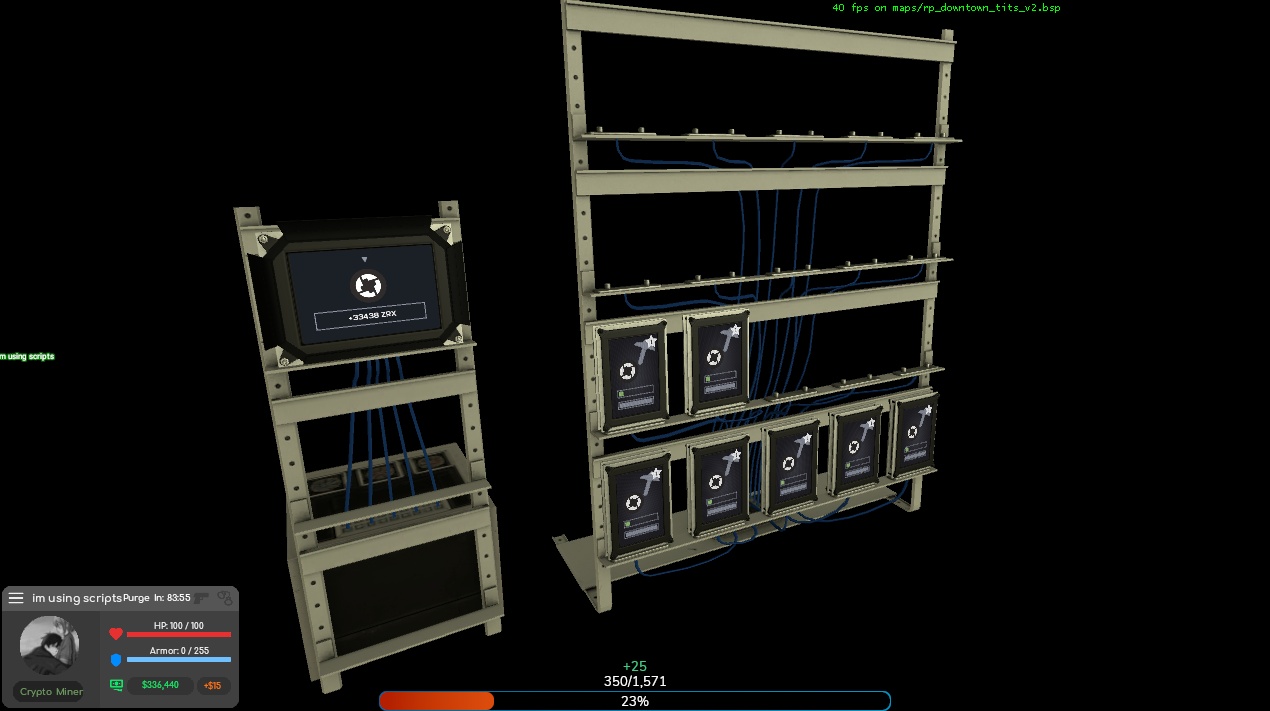 40 fps on maps/rp_downtown_tits_v2.bsp
+33438 ZRX
m using scripts
im using scripts Purge In: 83:55
HP: 100 / 100
Armor: 0 / 255
Crypto Miner
$336,440
+$15
+25
350/1,571
23%